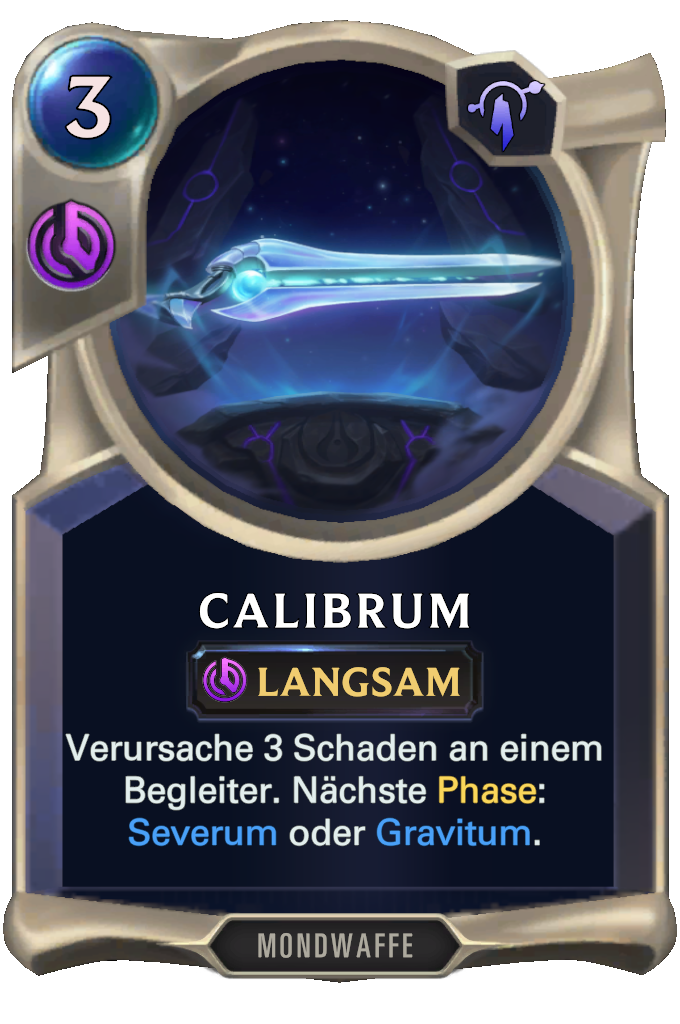 3
CALIBRUM
LANGSAM
Verursache 3 Schaden an einem
Begleiter. Nächste Phase:
Severum oder Gravitum.
MONDWAFFE